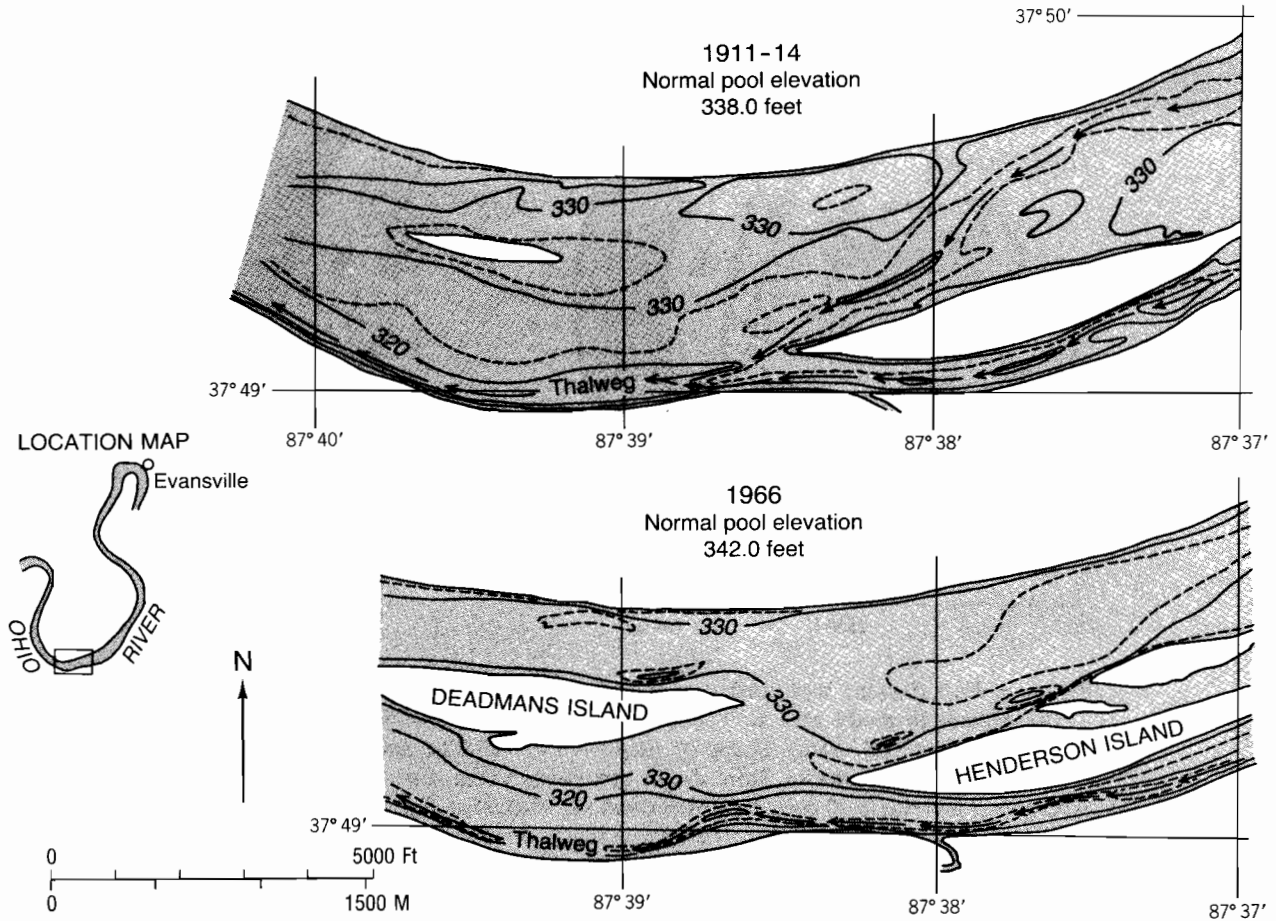 37°50′
1911-14
Normal pool elevation
338.0 feet
330
330
330
330
320
Thalweg
37°49′
87°40′
87°39′
87°38′
87°37′
LOCATION MAP
Evansville
OHIO
RIVER
N
1966
Normal pool elevation
342.0 feet
330
DEADMANS ISLAND
330
HENDERSON ISLAND
330
320
37°49′
Thalweg
0
5000 Ft
0
1500 M
87°39′
87°38′
87°37′